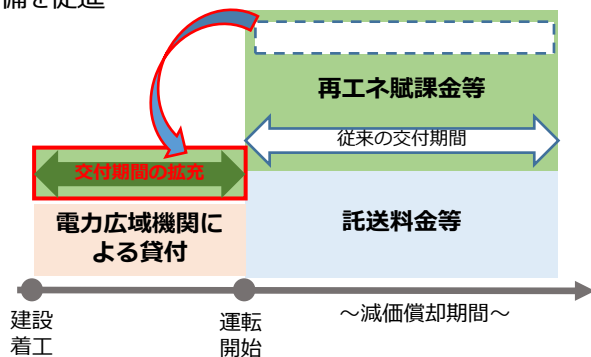 備を促進
再エネ賦課金等
従来の交付期間
交付期間の拡充
電力広域機関に
よる貸付
託送料金等
～減価償却期間～
建設
着工
運転
開始